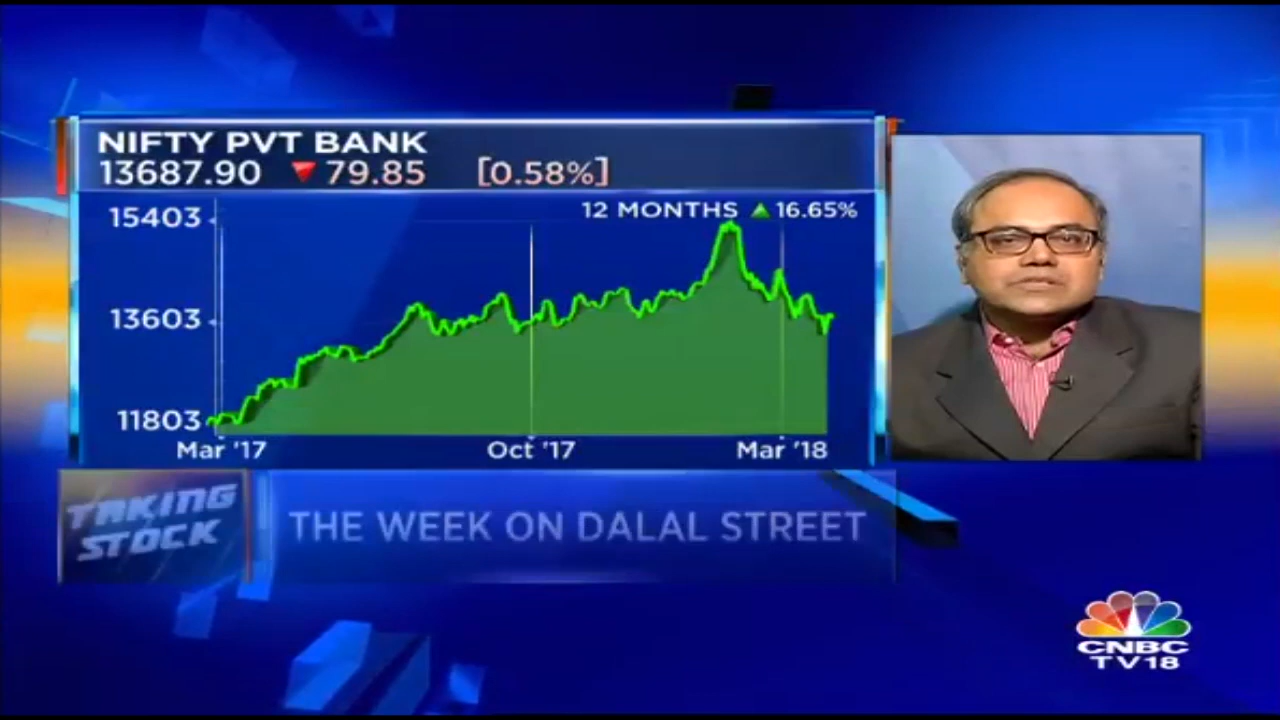 NIFTY PVT BANK
13687.90 ▼ 79.85 [0.58%]
12 MONTHS ▲ 16.65%
15403
13603
11803
Mar '17 Oct '17 Mar '18
TAKING
STOCK
THE WEEK ON DALAL STREET
CNBC
TV18